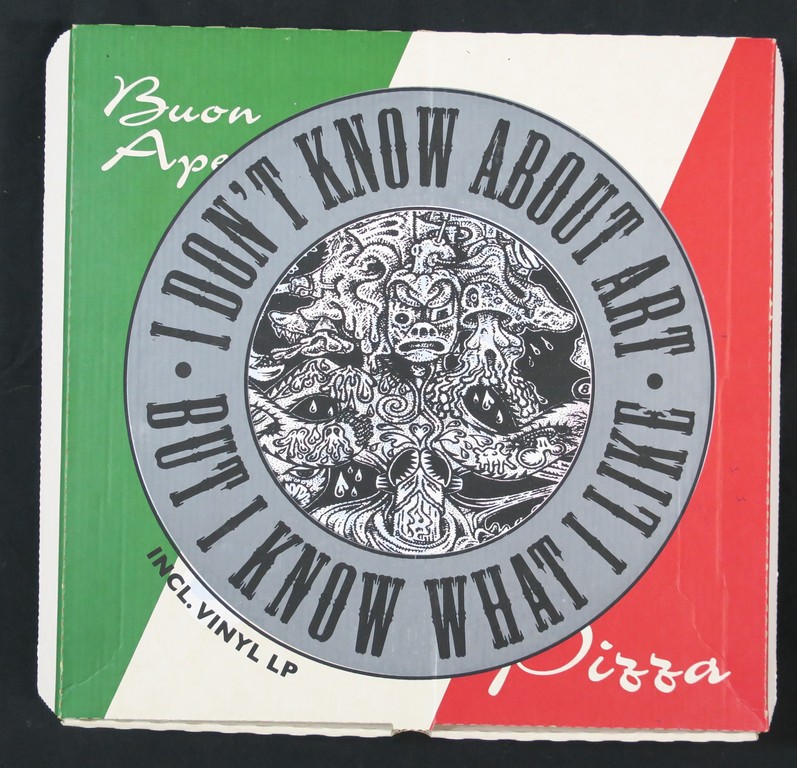 Buon
Ape
I DON'T KNOW ABOUT ART
• BUT I KNOW WHAT I LIKE •
INCL. VINYL LP
Pizza